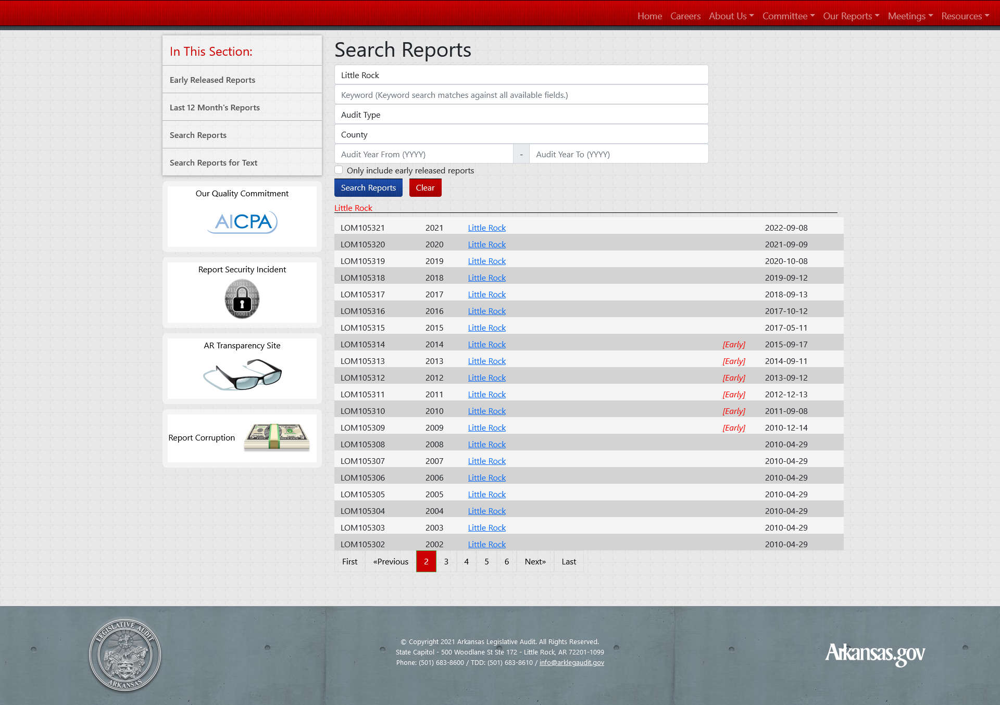 Home Careers About Us Committee Our Reports Meetings Resources
In This Section:
Early Released Reports
Last 12 Month's Reports
Search Reports
Search Reports for Text
Our Quality Commitment
AICPA
Report Security Incident
AR Transparency Site
Report Corruption
Search Reports
Little Rock
Keyword (Keyword search matches against all available fields.)
Audit Type
County
Audit Year From (YYYY) - Audit Year To (YYYY)
Only include early released reports
Search Reports Clear
Little Rock
LOM105321 2021 Little Rock 2022-09-08
LOM105320 2020 Little Rock 2021-09-09
LOM105319 2019 Little Rock 2020-10-08
LOM105318 2018 Little Rock 2019-09-12
LOM105317 2017 Little Rock 2018-09-13
LOM105316 2016 Little Rock 2017-10-12
LOM105315 2015 Little Rock 2017-05-11
LOM105314 2014 Little Rock [Early] 2015-09-17
LOM105313 2013 Little Rock [Early] 2014-09-11
LOM105312 2012 Little Rock [Early] 2013-09-12
LOM105311 2011 Little Rock [Early] 2012-12-13
LOM105310 2010 Little Rock [Early] 2011-09-08
LOM105309 2009 Little Rock [Early] 2010-12-14
LOM105308 2008 Little Rock 2010-04-29
LOM105307 2007 Little Rock 2010-04-29
LOM105306 2006 Little Rock 2010-04-29
LOM105305 2005 Little Rock 2010-04-29
LOM105304 2004 Little Rock 2010-04-29
LOM105303 2003 Little Rock 2010-04-29
LOM105302 2002 Little Rock 2010-04-29
First «Previous 2 3 4 5 6 Next» Last
LEGISLATIVE AUDIT
ARKANSAS
© Copyright 2021 Arkansas Legislative Audit. All Rights Reserved.
State Capitol - 500 Woodlane St Ste 172 - Little Rock, AR 72201-1099
Phone: (501) 683-8600 / TDD: (501) 683-8610 / info@arklegaudit.gov
Arkansas.gov